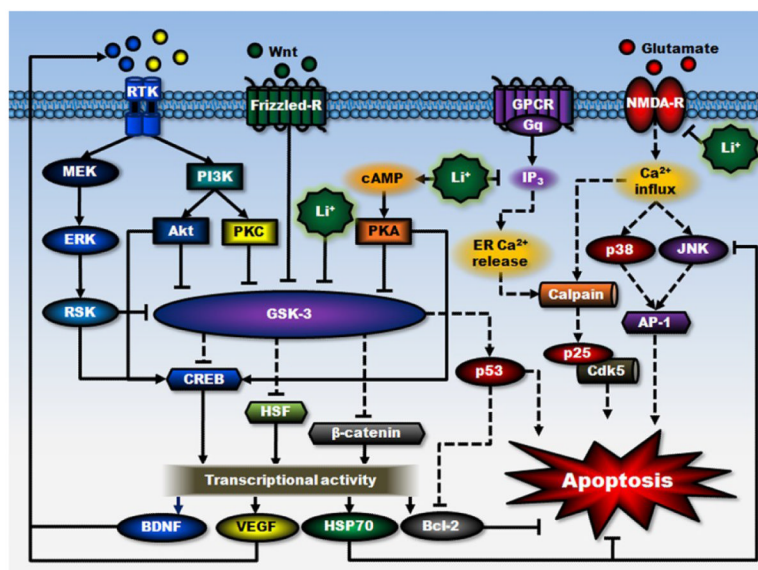 Wnt
Glutamate
RTK
Frizzled-R
GPCR
Gq
NMDA-R
Li⁺
MEK
PI3K
cAMP
Li⁺
IP₃
Ca²⁺
influx
Li⁺
ERK
Akt
PKC
PKA
ER Ca²⁺
release
p38
JNK
Calpain
RSK
GSK-3
AP-1
p25
Cdk5
CREB
p53
HSF
β-catenin
Transcriptional activity
Apoptosis
BDNF
VEGF
HSP70
Bcl-2